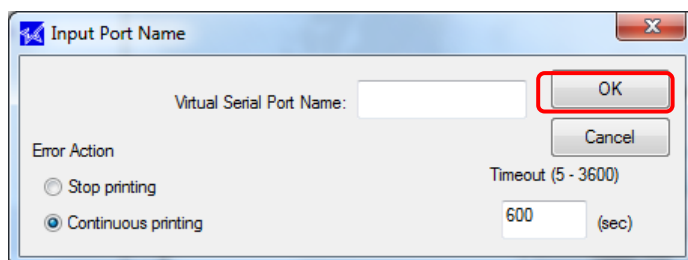 Input Port Name
Virtual Serial Port Name:
OK
Cancel
Error Action
Timeout (5 - 3600)
Stop printing
Continuous printing
600 (sec)